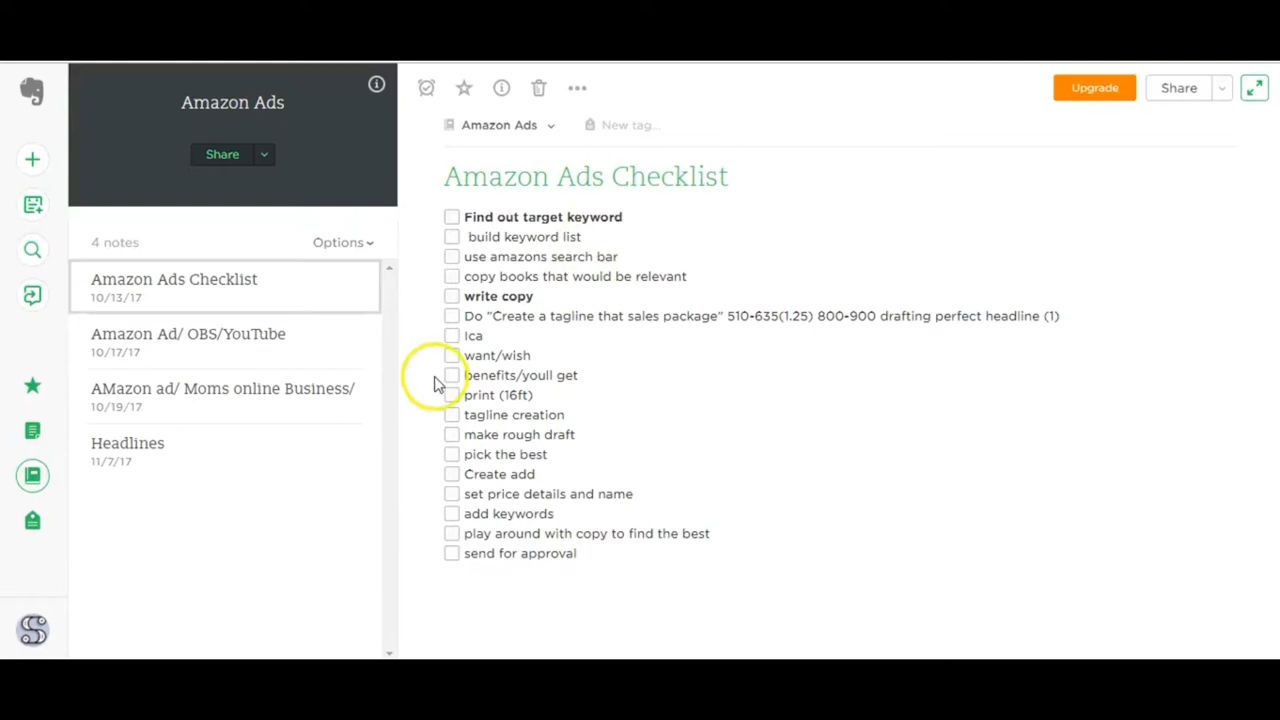 Amazon Ads
Share
4 notes
Options
Amazon Ads Checklist
10/13/17
Amazon Ad/ OBS/YouTube
10/17/17
AMazon ad/ Moms online Business/
10/19/17
Headlines
11/7/17
Upgrade
Share
Amazon Ads
New tag...
Amazon Ads Checklist
Find out target keyword
build keyword list
use amazons search bar
copy books that would be relevant
write copy
Do "Create a tagline that sales package" 510-635(1.25) 800-900 drafting perfect headline (1)
Ica
want/wish
benefits/youll get
print (16ft)
tagline creation
make rough draft
pick the best
Create add
set price details and name
add keywords
play around with copy to find the best
send for approval